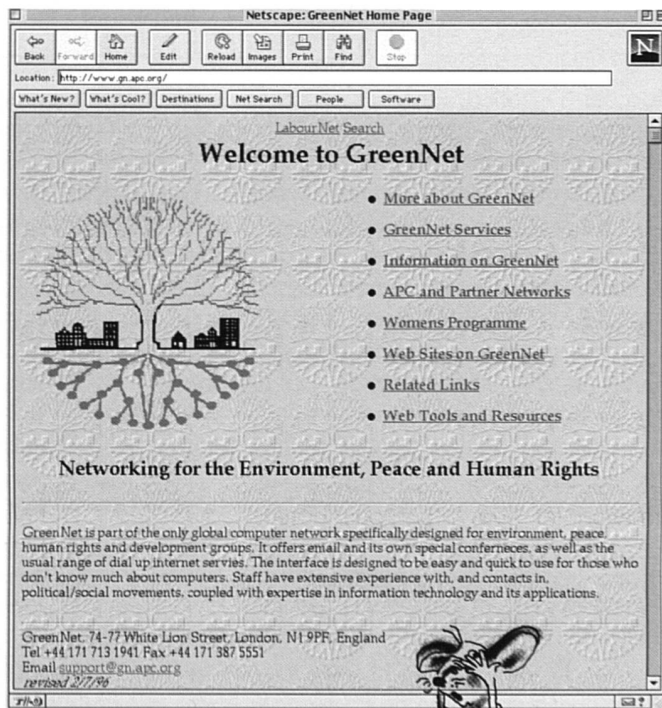 Netscape: GreenNet Home Page
Back Forward Home Edit Reload Images Print Find Stop
N
Location: http://www.gn.apc.org/
What's New? What's Cool? Destinations Net Search People Software
LabourNet Search
Welcome to GreenNet
More about GreenNet
GreenNet Services
Information on GreenNet
APC and Partner Networks
Womens Programme
Web Sites on GreenNet
Related Links
Web Tools and Resources
Networking for the Environment, Peace and Human Rights
GreenNet is part of the only global computer network specifically designed for environment, peace,
human rights and development groups. It offers email and its own special conferneces, as well as the
usual range of dial up internet servies. The interface is designed to be easy and quick to use for those who
don't know much about computers. Staff have extensive experience with, and contacts in,
political/social movements, coupled with expertise in information technology and its applications.
GreenNet, 74-77 White Lion Street, London, N1 9PF, England
Tel +44 171 713 1941 Fax +44 171 387 5551
Email support@gn.apc.org
revised 2/7/96
?